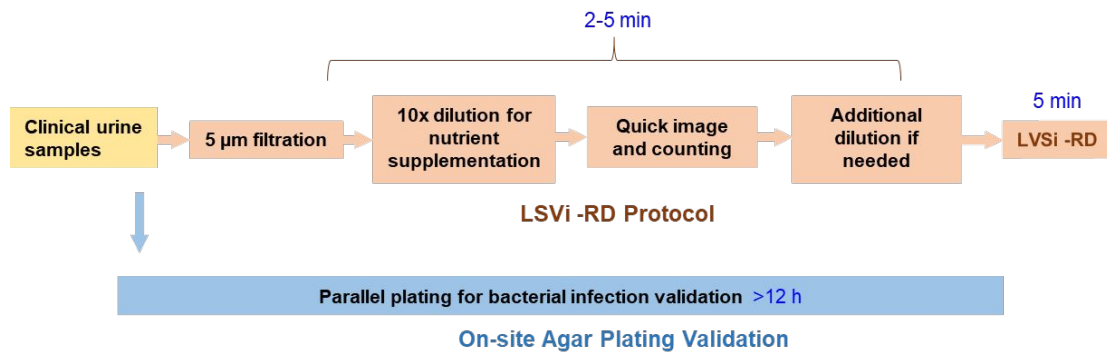 2-5 min
Clinical urine
samples
5 µm filtration
10x dilution for
nutrient
supplementation
Quick image
and counting
Additional
dilution if
needed
5 min
LVSi -RD
LSVi -RD Protocol
Parallel plating for bacterial infection validation >12 h
On-site Agar Plating Validation